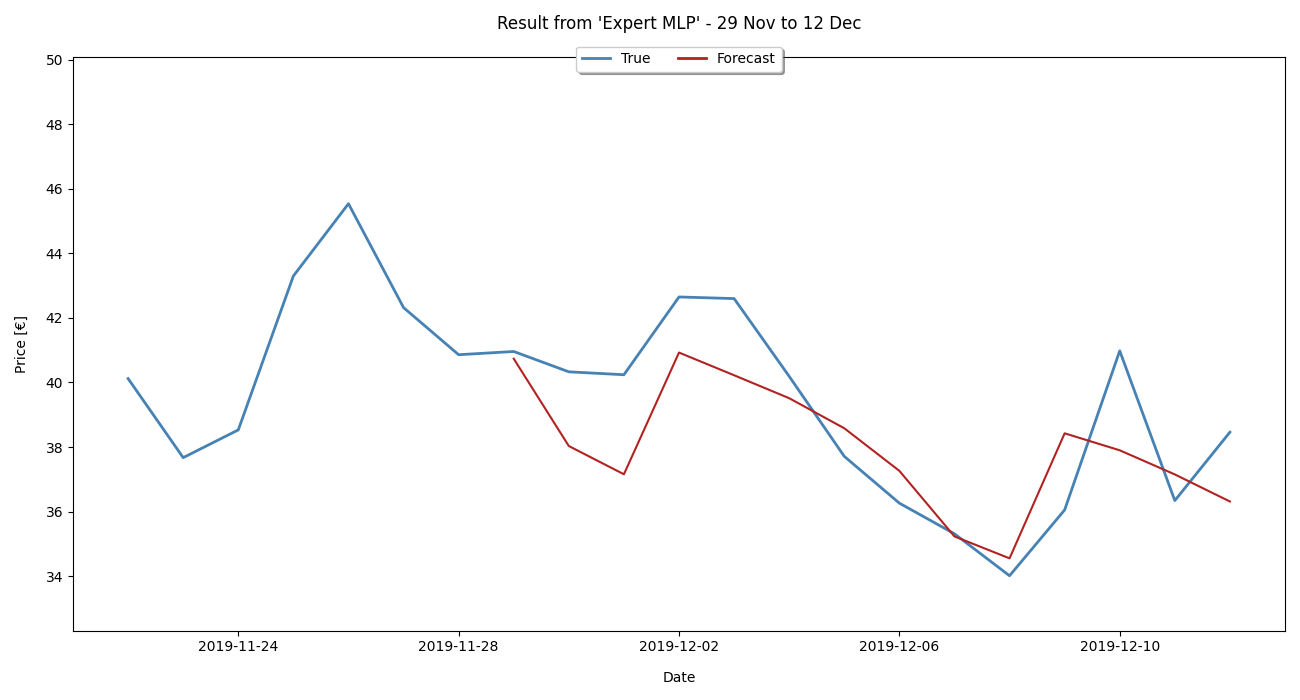 Result from 'Expert MLP' - 29 Nov to 12 Dec
True Forecast
50
48
46
44
42
40
38
36
34
Price [€]
2019-11-24 2019-11-28 2019-12-02 2019-12-06 2019-12-10
Date